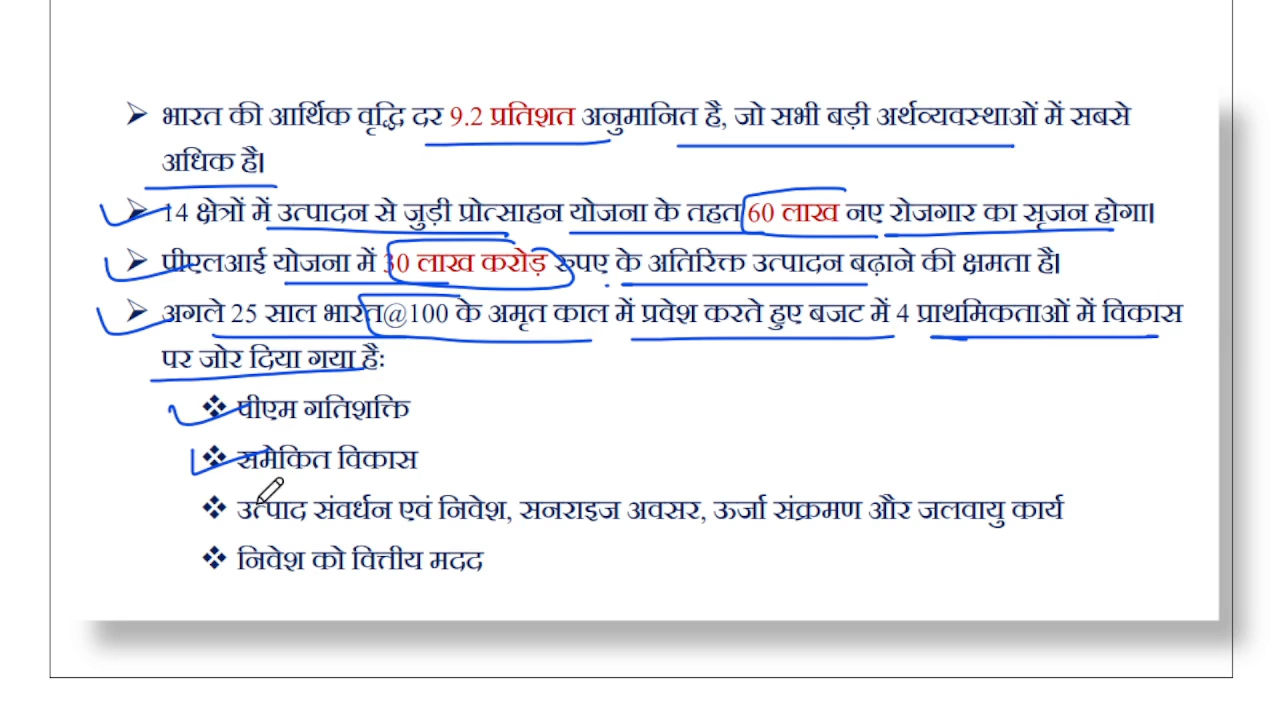 ➢ भारत की आर्थिक वृद्धि दर 9.2 प्रतिशत अनुमानित है, जो सभी बड़ी अर्थव्यवस्थाओं में सबसे
अधिक है।
➢ 14 क्षेत्रों में उत्पादन से जुड़ी प्रोत्साहन योजना के तहत 60 लाख नए रोजगार का सृजन होगा।
➢ पीएलआई योजना में 30 लाख करोड़ रुपए के अतिरिक्त उत्पादन बढ़ाने की क्षमता है।
➢ अगले 25 साल भारत@100 के अमृत काल में प्रवेश करते हुए बजट में 4 प्राथमिकताओं में विकास
पर जोर दिया गया है:
❖ पीएम गतिशक्ति
❖ समेकित विकास
❖ उत्पाद संवर्धन एवं निवेश, सनराइज अवसर, ऊर्जा संक्रमण और जलवायु कार्य
❖ निवेश को वित्तीय मदद